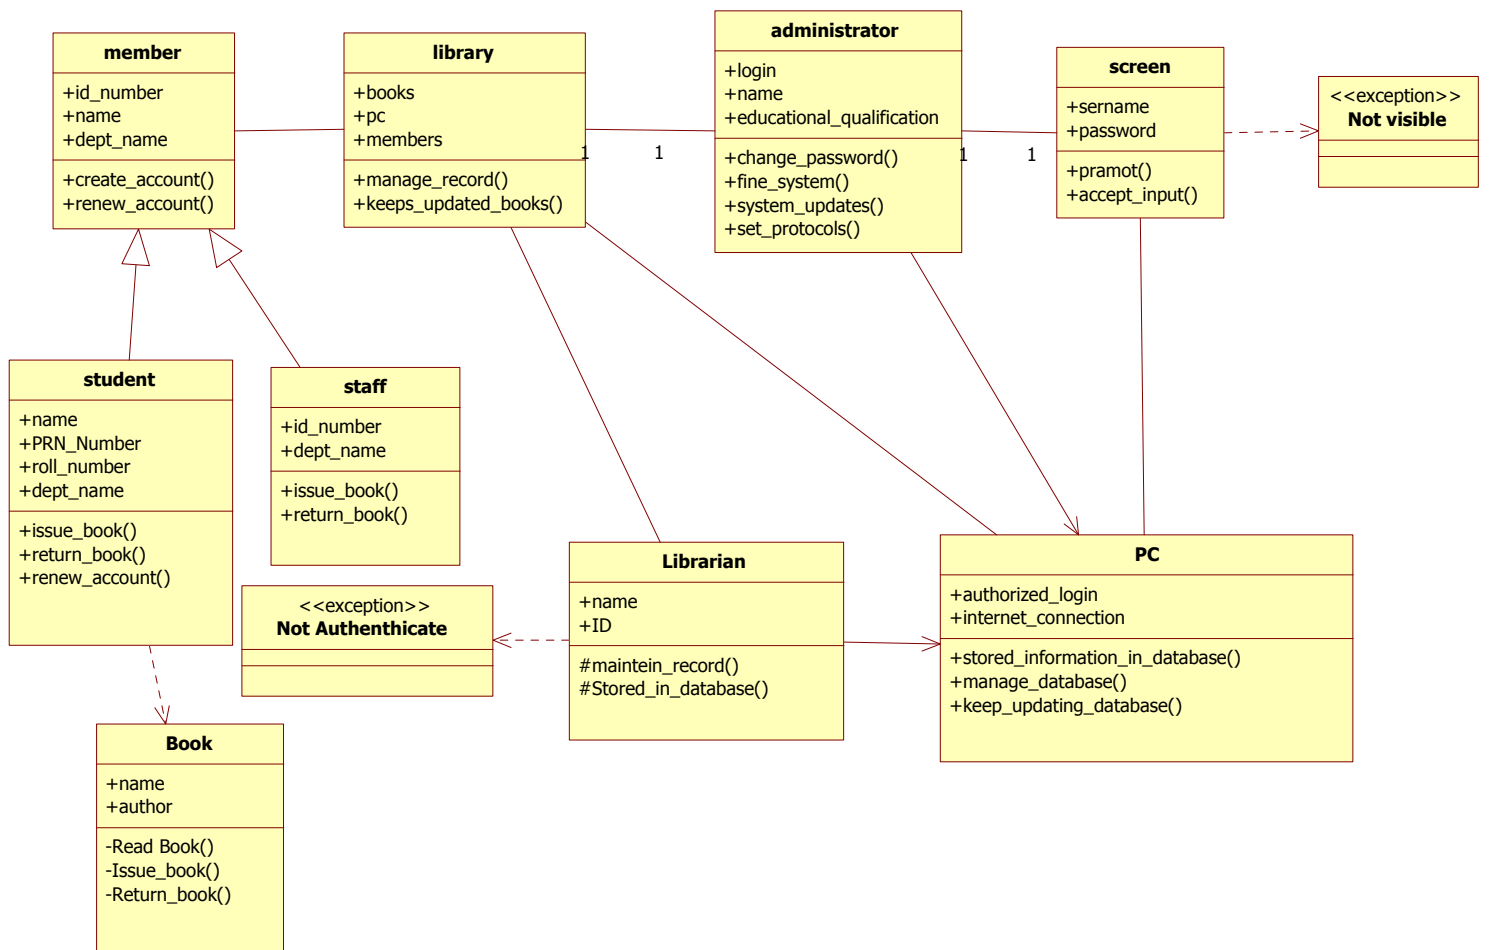 member
+id_number
+name
+dept_name
+create_account()
+renew_account()
library
+books
+pc
+members
+manage_record()
+keeps_updated_books()
1
1
administrator
+login
+name
+educational_qualification
+change_password()
+fine_system()
+system_updates()
+set_protocols()
1
1
screen
+sername
+password
+pramot()
+accept_input()
<<exception>>
Not visible
student
+name
+PRN_Number
+roll_number
+dept_name
+issue_book()
+return_book()
+renew_account()
staff
+id_number
+dept_name
+issue_book()
+return_book()
<<exception>>
Not Authenthicate
Librarian
+name
+ID
#maintein_record()
#Stored_in_database()
PC
+authorized_login
+internet_connection
+stored_information_in_database()
+manage_database()
+keep_updating_database()
Book
+name
+author
-Read Book()
-Issue_book()
-Return_book()